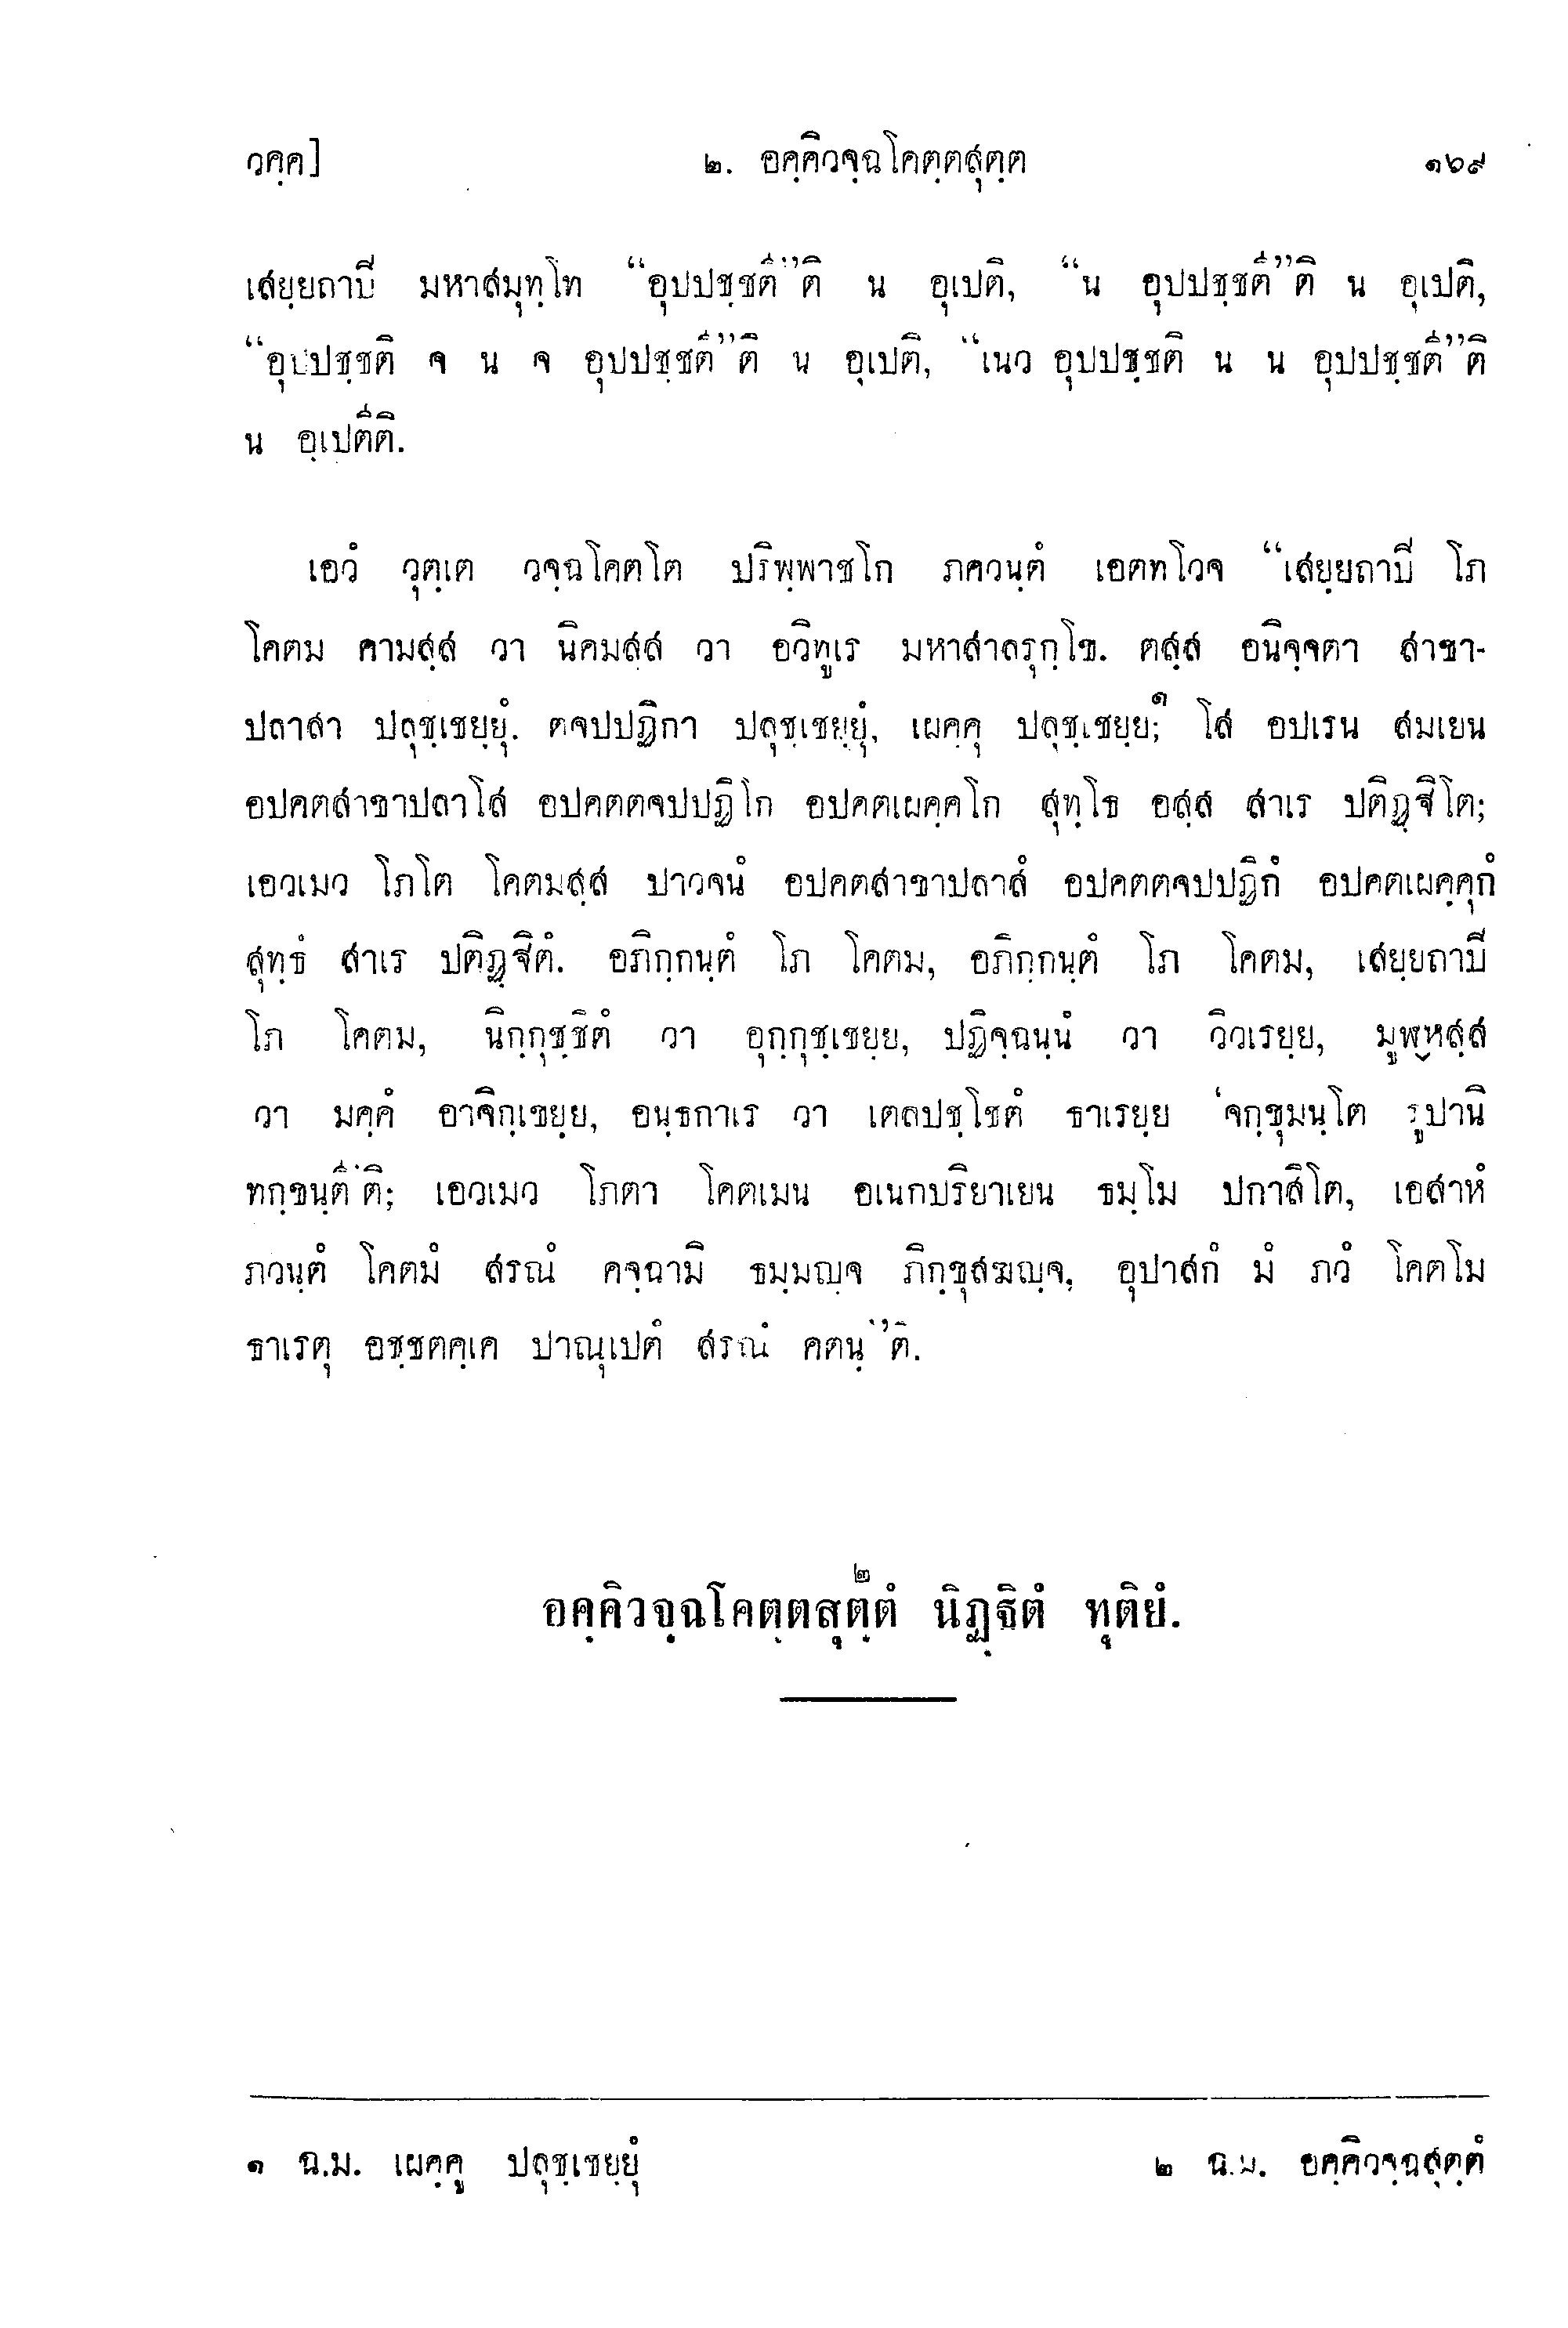 วคฺค] ๒. อคฺคิวจฺฉโคตฺตสุตฺต ๑๖๙
เสยฺยถาปิ มหาสมุทฺโท “อุปปชฺชตี”ติ น อุเปติ, “น อุปปชฺชตี”ติ น อุเปติ,
“อุปปชฺชติ จ น จ อุปปชฺชตี”ติ น อุเปติ, “เนว อุปปชฺชติ น น อุปปชฺชตี”ติ
น อุเปตีติ.
เอวํ วุตฺเต วจฺฉโคตฺโต ปริพฺพาชโก ภควนฺตํ เอตทโวจ “เสยฺยถาปิ โภ
โคตม คามสฺส วา นิคมสฺส วา อวิทูเร มหาสาลรุกฺโข. ตสฺส อนิจฺจตา สาขา-
ปลาสา ปลุชฺเชยฺยุํ. ตจปปฏิกา ปลุชฺเชยฺยุํ, เผคฺคุ ปลุชฺเชยฺย;๑ โส อปเรน สมเยน
อปคตสาขาปลาโส อปคตตจปปฏิโก อปคตเผคฺคุโก สุทฺโธ อสฺส สาเร ปติฏฺฐิโต;
เอวเมว โภโต โคตมสฺส ปาวจนํ อปคตสาขาปลาสํ อปคตตจปปฏิกํ อปคตเผคฺคุกํ
สุทฺธํ สาเร ปติฏฺฐิตํ. อภิกฺกนฺตํ โภ โคตม, อภิกฺกนฺตํ โภ โคตม, เสยฺยถาปิ
โภ โคตม, นิกฺกุชฺชิตํ วา อุกฺกุชฺเชยฺย, ปฏิจฺฉนฺนํ วา วิวเรยฺย, มูฬฺหสฺส
วา มคฺคํ อาจิกฺเขยฺย, อนฺธกาเร วา เตลปชฺโชตํ ธาเรยฺย ‘จกฺขุมนฺโต รูปานิ
ทกฺขนฺตี’ติ; เอวเมว โภตา โคตเมน อเนกปริยาเยน ธมฺโม ปกาสิโต, เอสาหํ
ภวนฺตํ โคตมํ สรณํ คจฺฉามิ ธมฺมญฺจ ภิกฺขุสฆญฺจ, อุปาสกํ มํ ภวํ โคตโม
ธาเรตุ อชฺชตคฺเค ปาณุเปตํ สรณํ คตนฺ”ติ.
อคฺคิวจฺฉโคตฺตสุตฺตํ๒ นิฏฺฐิตํ ทุติยํ.
๑ ฉ.ม. เผคฺคู ปลุชฺเชยฺยุํ ๒ ฉ.ม. อคฺคิวจฺฉสุตฺตํ